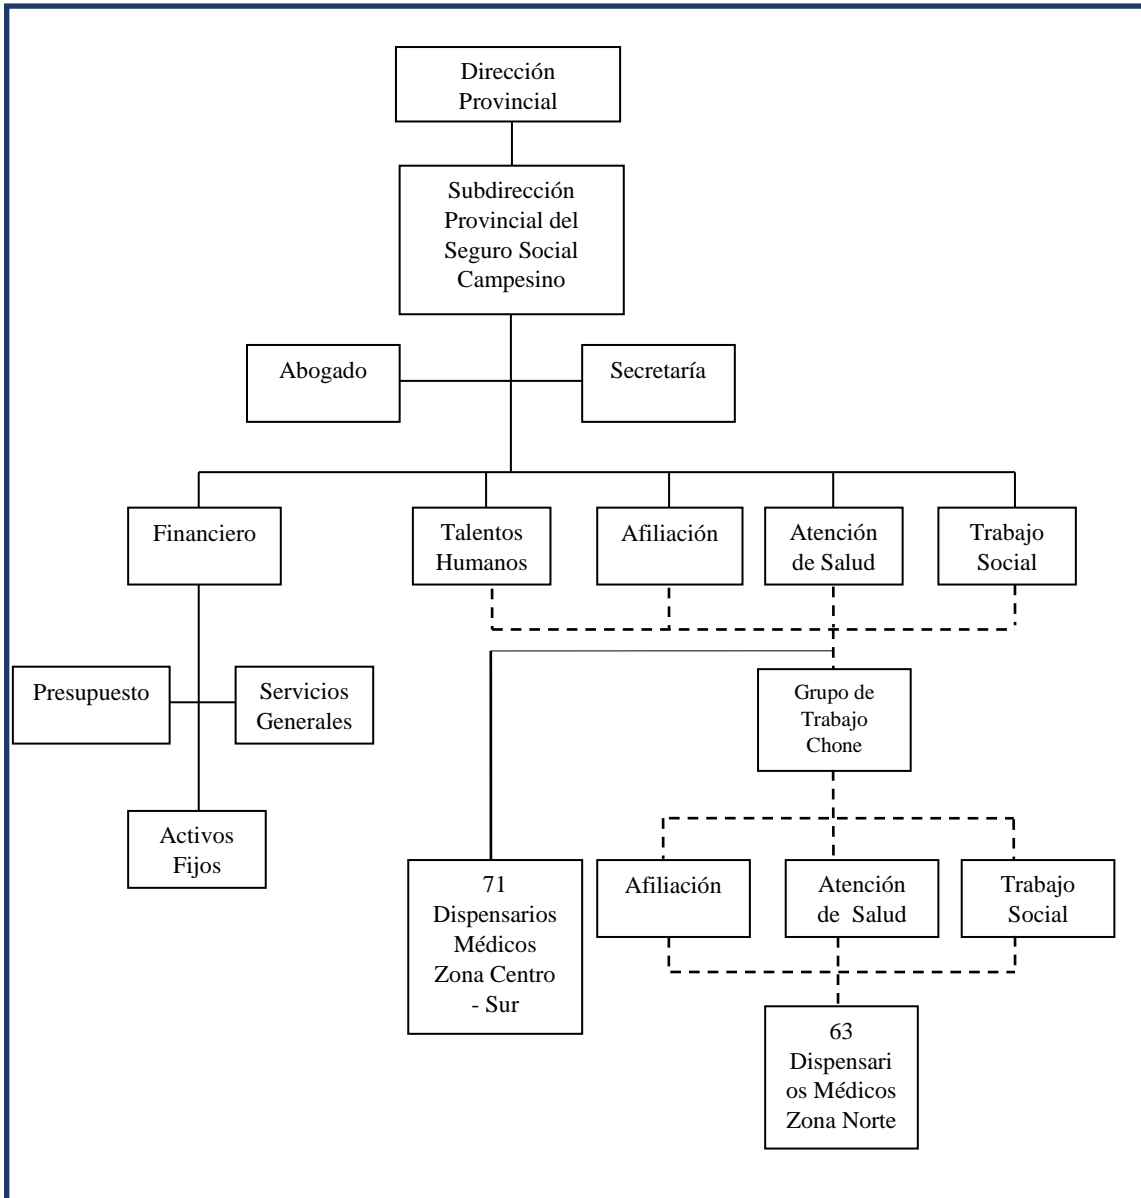 Dirección
Provincial
Subdirección
Provincial del
Seguro Social
Campesino
Abogado
Secretaría
Financiero
Talentos
Humanos
Afiliación
Atención
de Salud
Trabajo
Social
Presupuesto
Servicios
Generales
Grupo de
Trabajo
Chone
Activos
Fijos
71
Dispensarios
Médicos
Zona Centro
- Sur
Afiliación
Atención
de Salud
Trabajo
Social
63
Dispensari
os Médicos
Zona Norte